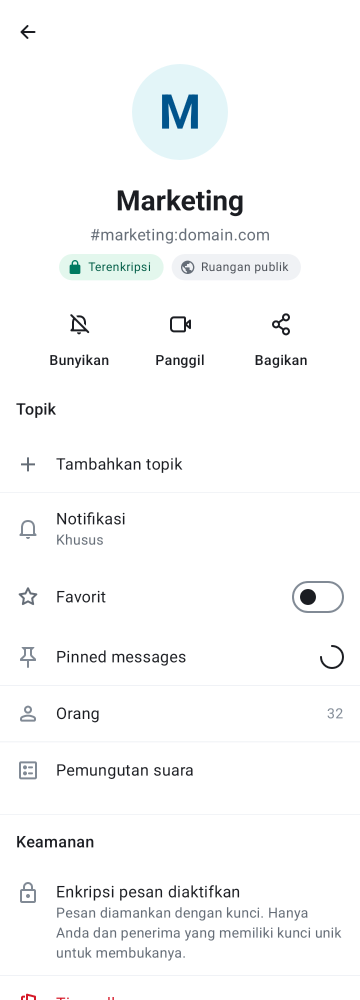 M
Marketing
#marketing:domain.com
Terenkripsi
Ruangan publik
Bunyikan
Panggil
Bagikan
Topik
Tambahkan topik
Notifikasi
Khusus
Favorit
Pinned messages
Orang
32
Pemungutan suara
Keamanan
Enkripsi pesan diaktifkan
Pesan diamankan dengan kunci. Hanya
Anda dan penerima yang memiliki kunci unik
untuk membukanya.